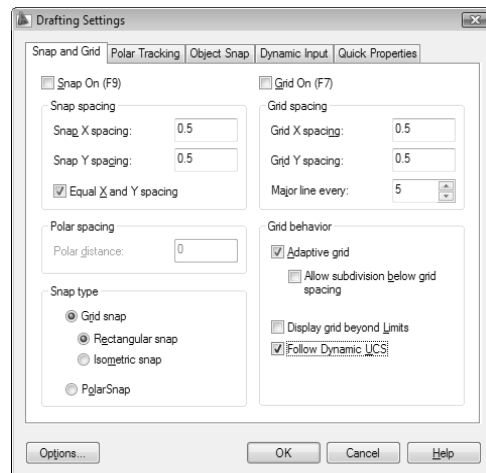 Drafting Settings
Snap and Grid
Polar Tracking
Object Snap
Dynamic Input
Quick Properties
Snap On (F9)
Snap spacing
Snap X spacing:
0.5
Snap Y spacing:
0.5
Equal X and Y spacing
Polar spacing
Polar distance:
0
Snap type
Grid snap
Rectangular snap
Isometric snap
PolarSnap
Grid On (F7)
Grid spacing
Grid X spacing:
0.5
Grid Y spacing:
0.5
Major line every:
5
Grid behavior
Adaptive grid
Allow subdivision below grid
spacing
Display grid beyond Limits
Follow Dynamic UCS
Options...
OK
Cancel
Help